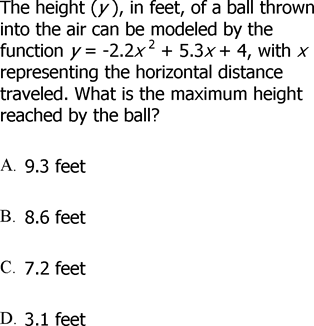 The height (y), in feet, of a ball thrown
into the air can be modeled by the
function y = -2.2x² + 5.3x + 4, with x
representing the horizontal distance
traveled. What is the maximum height
reached by the ball?
A. 9.3 feet
B. 8.6 feet
C. 7.2 feet
D. 3.1 feet